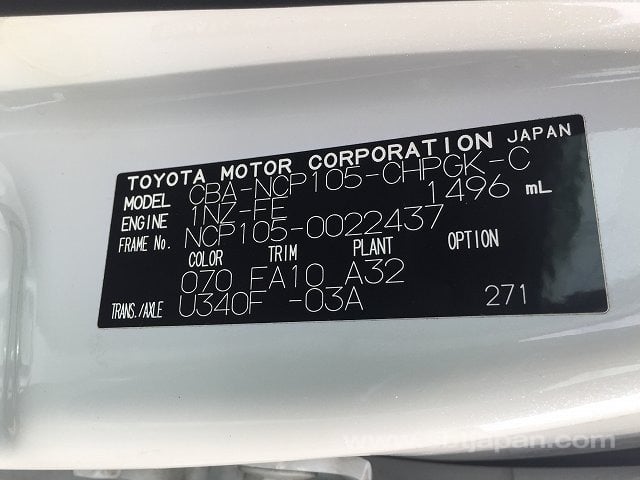 TOYOTA MOTOR CORPORATION JAPAN
MODEL CBA-NCP105-CHPGK-C
ENGINE 1NZ-FE 1496 mL
FRAME No. NCP105-0022437
COLOR TRIM PLANT OPTION
070 FA10 A32
TRANS./AXLE U340F -03A 271